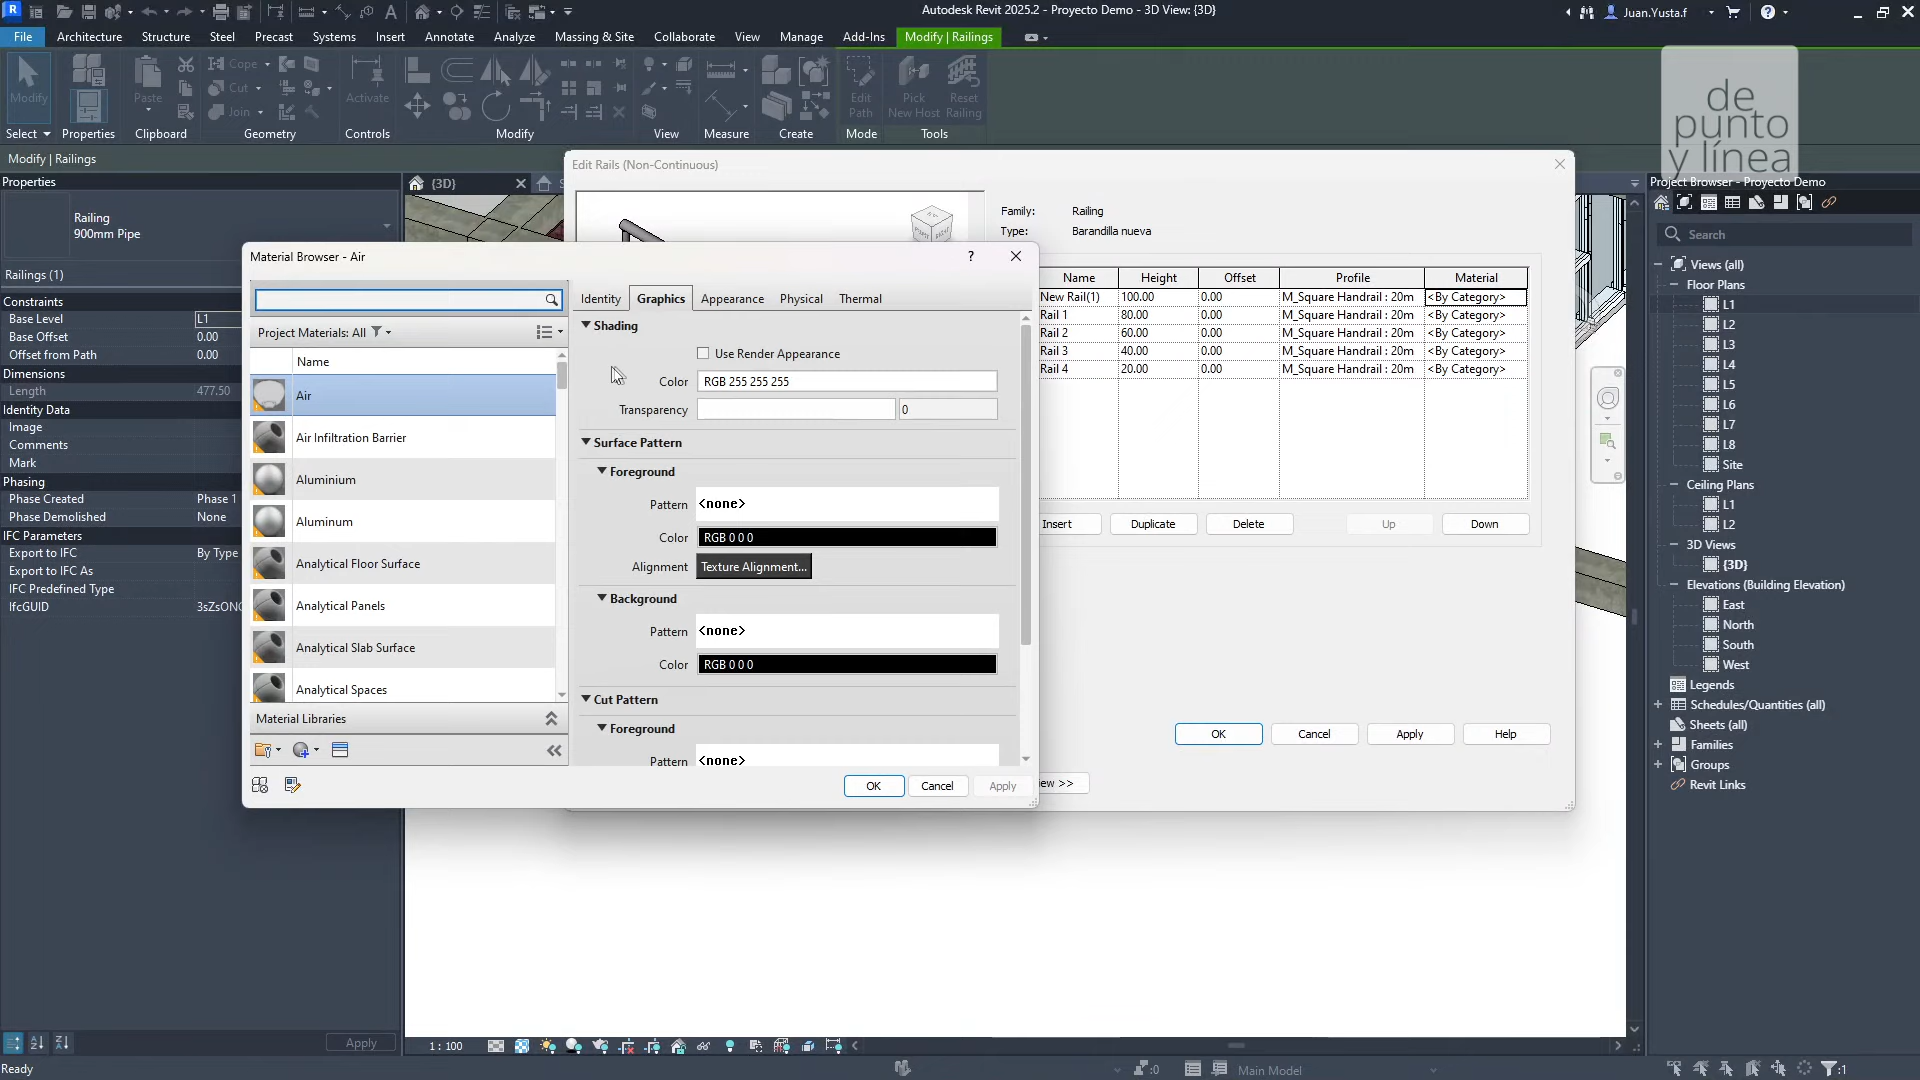 Autodesk Revit 2025.2 - Proyecto Demo - 3D View: {3D}
Juan.Yusta.f
File Architecture Structure Steel Precast Systems Insert Annotate Analyze Massing & Site Collaborate View Manage Add-Ins Modify | Railings
Modify
Paste
Cope
Cut
Join
Activate
Edit Path
Pick New Host
Reset Railing
Select Properties Clipboard Geometry Controls Modify View Measure Create Mode Tools
de punto y línea
Modify | Railings
Properties
Railing
900mm Pipe
Railings (1)
Constraints
Base Level L1
Base Offset 0.00
Offset from Path 0.00
Dimensions
Length 477.50
Identity Data
Image
Comments
Mark
Phasing
Phase Created Phase 1
Phase Demolished None
IFC Parameters
Export to IFC By Type
Export to IFC As
IFC Predefined Type
IfcGUID 3sZsON
Apply
{3D}
Edit Rails (Non-Continuous)
Family: Railing
Type: Barandilla nueva
Name Height Offset Profile Material
New Rail(1) 100.00 0.00 M_Square Handrail : 20m <By Category>
Rail 1 80.00 0.00 M_Square Handrail : 20m <By Category>
Rail 2 60.00 0.00 M_Square Handrail : 20m <By Category>
Rail 3 40.00 0.00 M_Square Handrail : 20m <By Category>
Rail 4 20.00 0.00 M_Square Handrail : 20m <By Category>
Insert Duplicate Delete Up Down
OK Cancel Apply Help
iew >>
Material Browser - Air
?
Project Materials: All
Name
Air
Air Infiltration Barrier
Aluminium
Aluminum
Analytical Floor Surface
Analytical Panels
Analytical Slab Surface
Analytical Spaces
Material Libraries
Identity Graphics Appearance Physical Thermal
Shading
Use Render Appearance
Color RGB 255 255 255
Transparency 0
Surface Pattern
Foreground
Pattern <none>
Color RGB 0 0 0
Alignment Texture Alignment...
Background
Pattern <none>
Color RGB 0 0 0
Cut Pattern
Foreground
Pattern <none>
OK Cancel Apply
Project Browser - Proyecto Demo
Search
Views (all)
Floor Plans
L1
L2
L3
L4
L5
L6
L7
L8
Site
Ceiling Plans
L1
L2
3D Views
{3D}
Elevations (Building Elevation)
East
North
South
West
Legends
Schedules/Quantities (all)
Sheets (all)
Families
Groups
Revit Links
1 : 100
Ready
:0
Main Model
:1